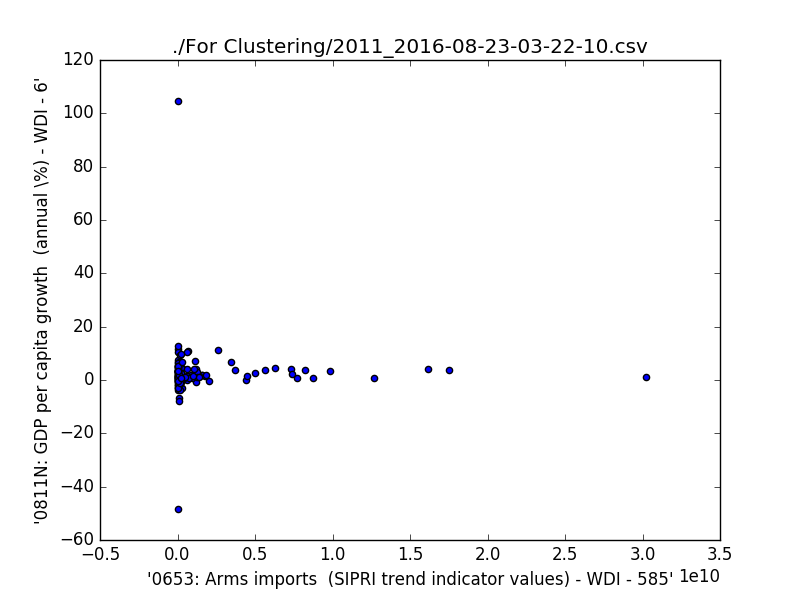 ./For Clustering/2011_2016-08-23-03-22-10.csv
120
100
80
60
40
20
0
−20
−40
−60
'0811N: GDP per capita growth  (annual \%) - WDI - 6'
−0.5 0.0 0.5 1.0 1.5 2.0 2.5 3.0 3.5
1e10
'0653: Arms imports  (SIPRI trend indicator values) - WDI - 585'